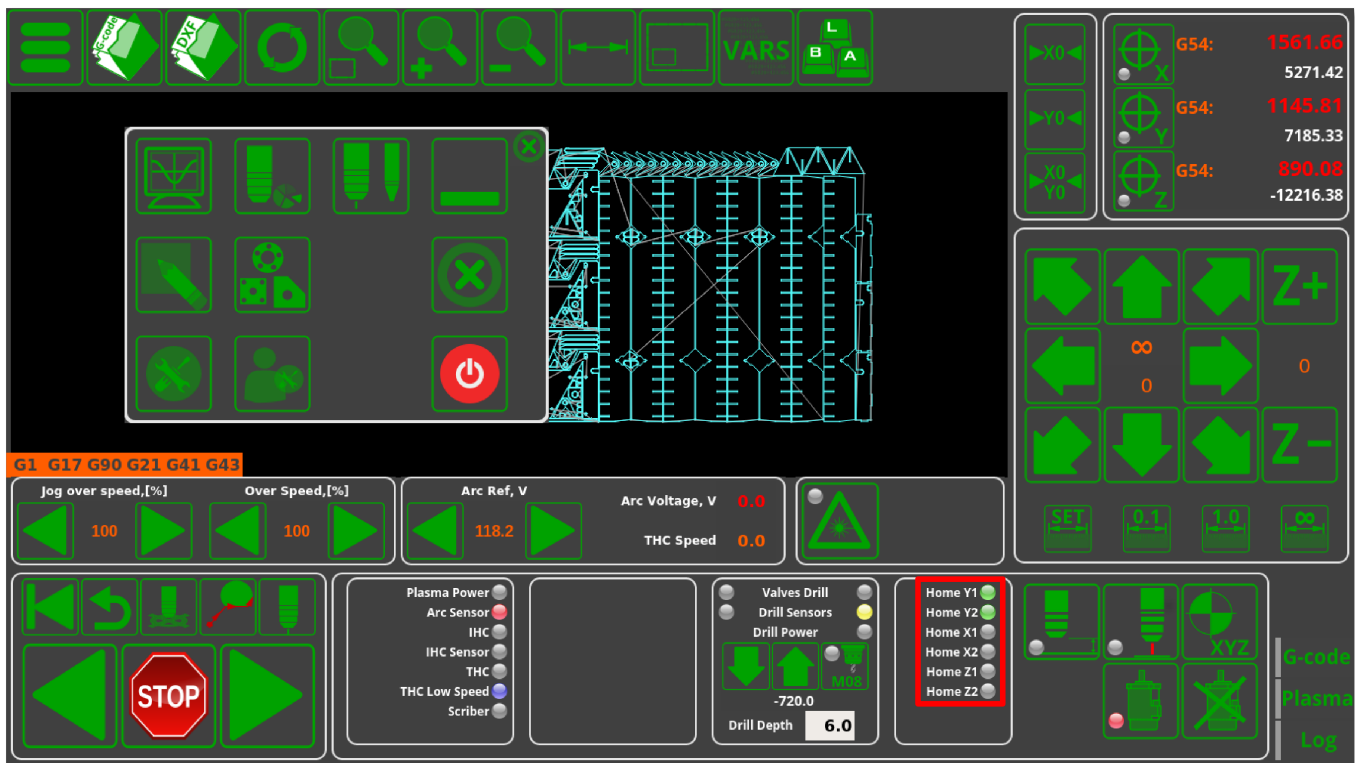 G-code
DXF
VARS
L
B
A
X0
Y0
X0
Y0
X
G54:
1561.66
5271.42
Y
G54:
1145.81
7185.33
Z
G54:
890.08
-12216.38
Z+
∞
0
0
Z-
SET
0.1
1.0
∞
G1 G17 G90 G21 G41 G43
Jog over speed,[%]
100
Over Speed,[%]
100
Arc Ref, V
118.2
Arc Voltage, V
0.0
THC Speed
0.0
STOP
Plasma Power
Arc Sensor
IHC
IHC Sensor
THC
THC Low Speed
Scriber
Valves Drill
Drill Sensors
Drill Power
M08
-720.0
Drill Depth
6.0
Home Y1
Home Y2
Home X1
Home X2
Home Z1
Home Z2
XYZ
G-code
Plasma
Log